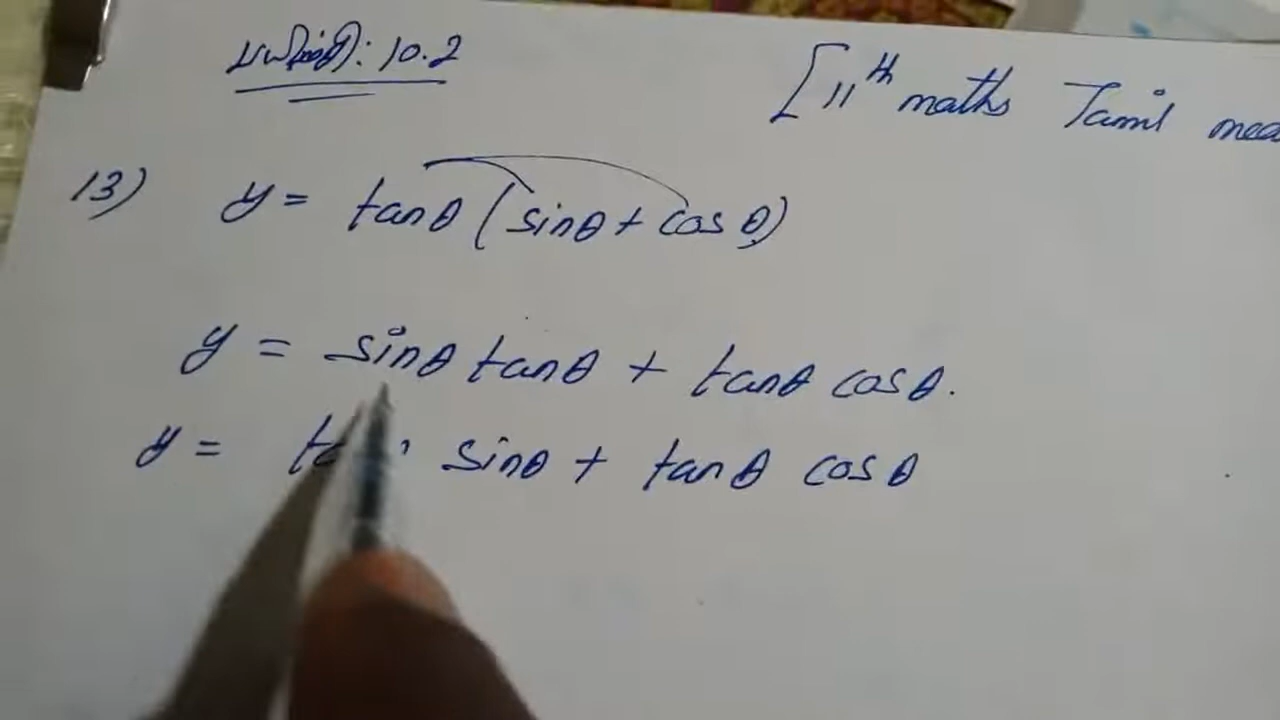 பயிற்சி: 10.2
[11th maths Tamil
13) y = tanθ (sinθ + cosθ)
y = sinθ tanθ + tanθ cosθ.
y = sinθ + tanθ cosθ